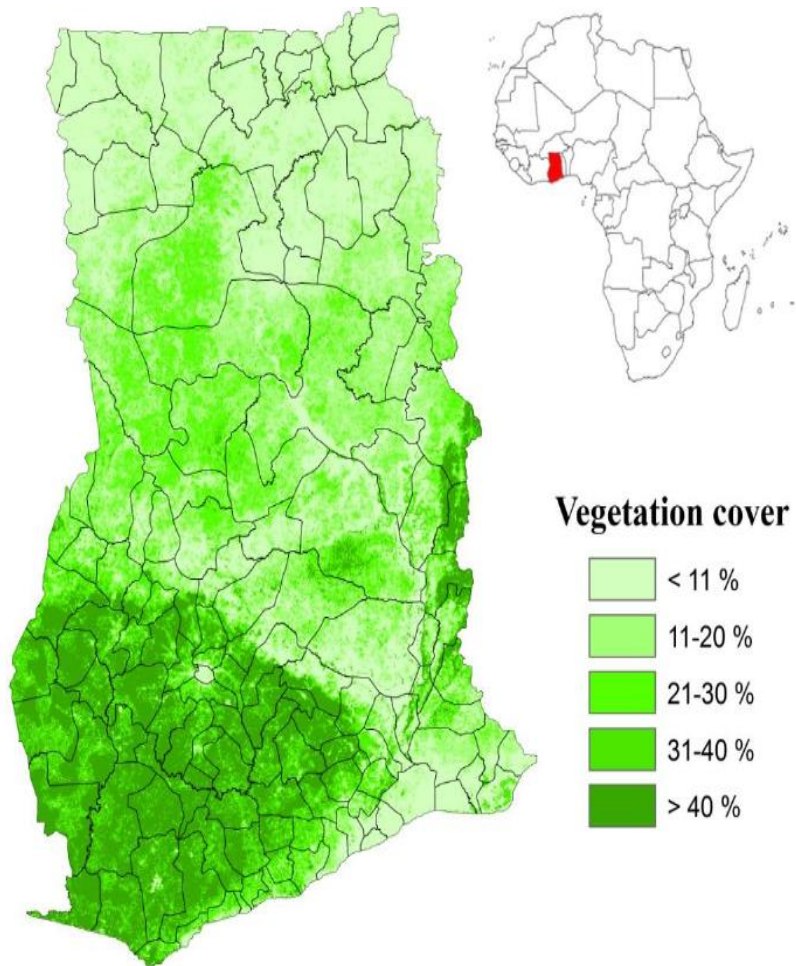 Vegetation cover
< 11 %
11-20 %
21-30 %
31-40 %
> 40 %